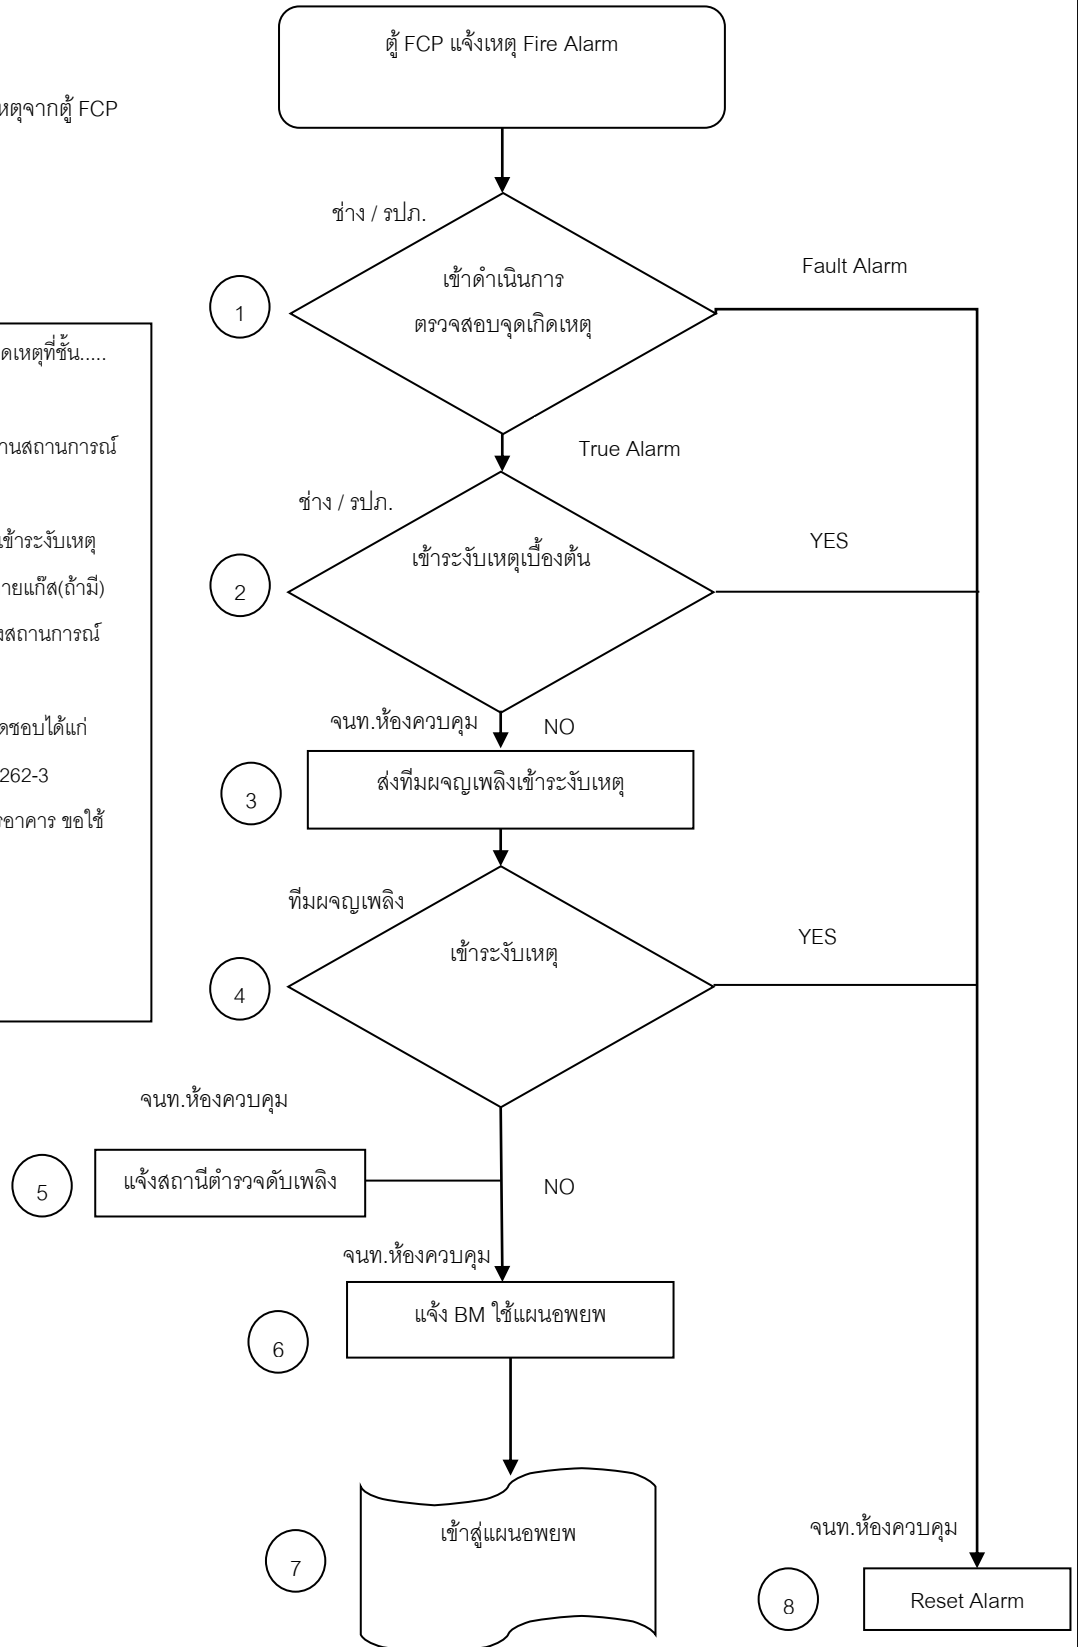 ตู้ FCP แจ้งเหตุ Fire Alarm
ตุจากตู้ FCP
ช่าง / รปภ.
เข้าดำเนินการ
ตรวจสอบจุดเกิดเหตุ
Fault Alarm
1
ดเหตุที่ชั้น.....
True Alarm
านสถานการณ์
ช่าง / รปภ.
เข้าระงับเหตุ
เข้าระงับเหตุเบื้องต้น
YES
2
ายแก๊ส(ถ้ามี)
สถานการณ์
จนท.ห้องควบคุม
NO
ดชอบได้แก่
262-3
ส่งทีมผจญเพลิงเข้าระงับเหตุ
3
อาคาร ขอใช้
ทีมผจญเพลิง
เข้าระงับเหตุ
YES
4
จนท.ห้องควบคุม
แจ้งสถานีตำรวจดับเพลิง
NO
5
จนท.ห้องควบคุม
แจ้ง BM ใช้แผนอพยพ
6
เข้าสู่แผนอพยพ
7
จนท.ห้องควบคุม
8
Reset Alarm